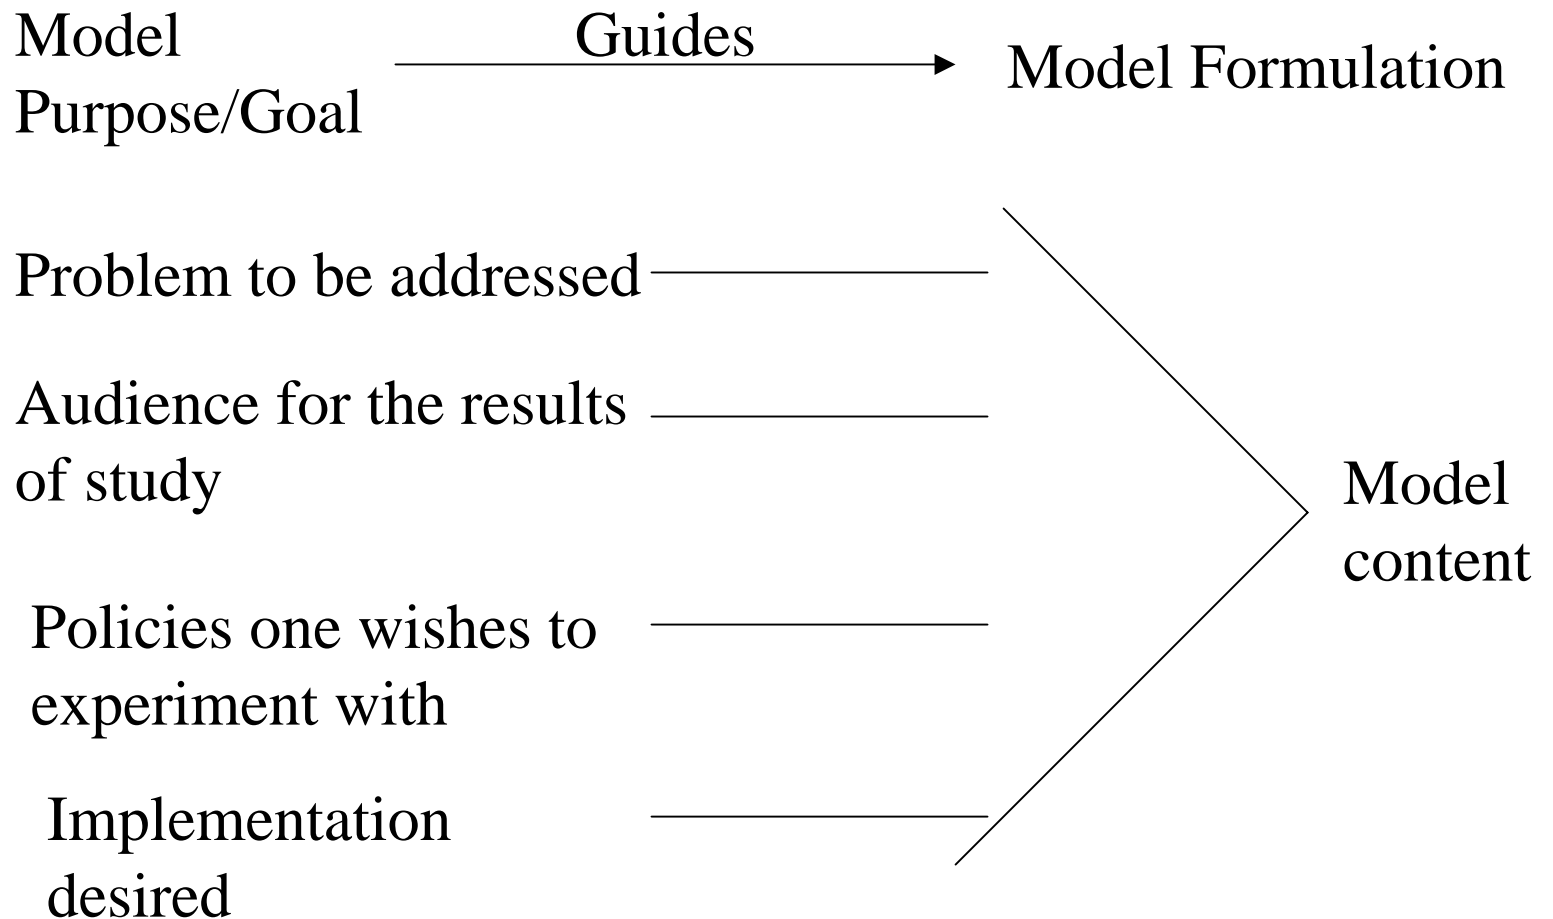 Model
Purpose/Goal
Guides
Model Formulation
Problem to be addressed
Audience for the results
of study
Policies one wishes to
experiment with
Implementation
desired
Model
content